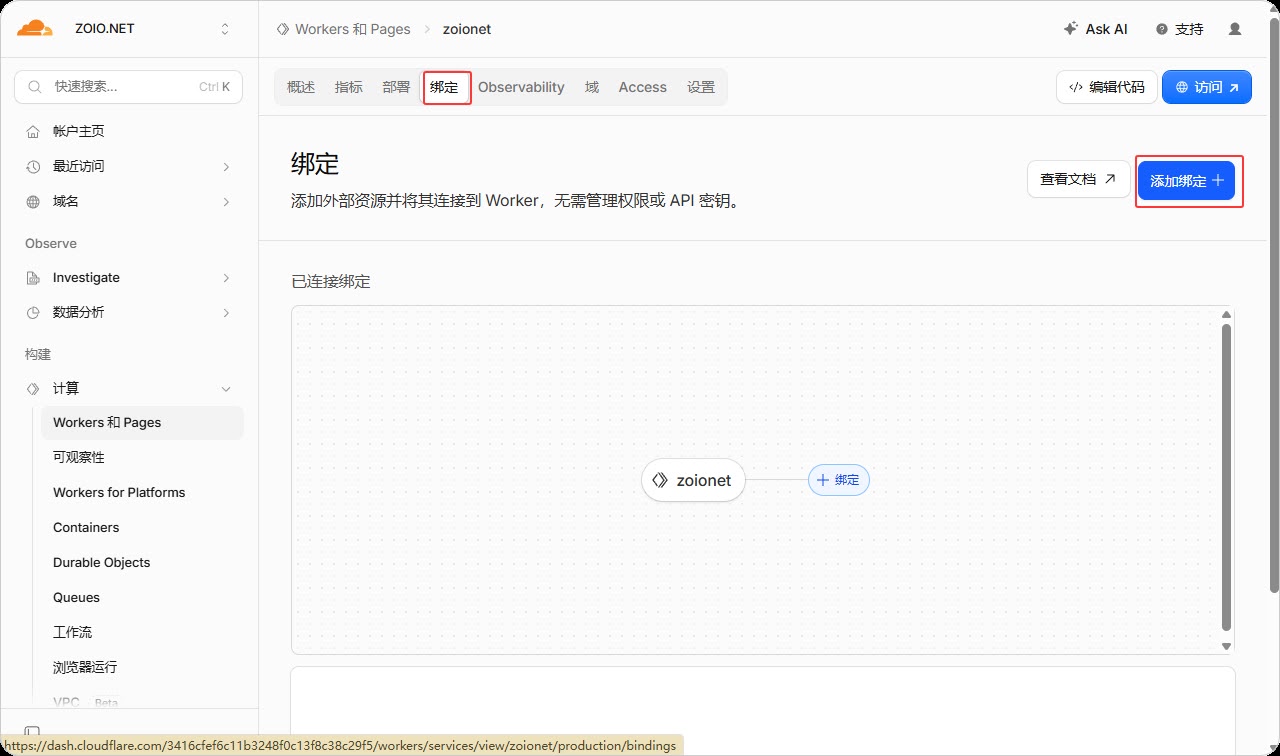 ZOIO.NET
Workers 和 Pages
zoionet
Ask AI
支持
快速搜索...
Ctrl K
概述
指标
部署
绑定
Observability
域
Access
设置
编辑代码
访问
帐户主页
最近访问
域名
Observe
Investigate
数据分析
构建
计算
Workers 和 Pages
可观察性
Workers for Platforms
Containers
Durable Objects
Queues
工作流
浏览器运行
VPC Beta
绑定
添加外部资源并将其连接到 Worker，无需管理权限或 API 密钥。
查看文档
添加绑定
已连接绑定
zoionet
绑定
https://dash.cloudflare.com/3416cfef6c11b3248f0c13f8c38c29f5/workers/services/view/zoionet/production/bindings